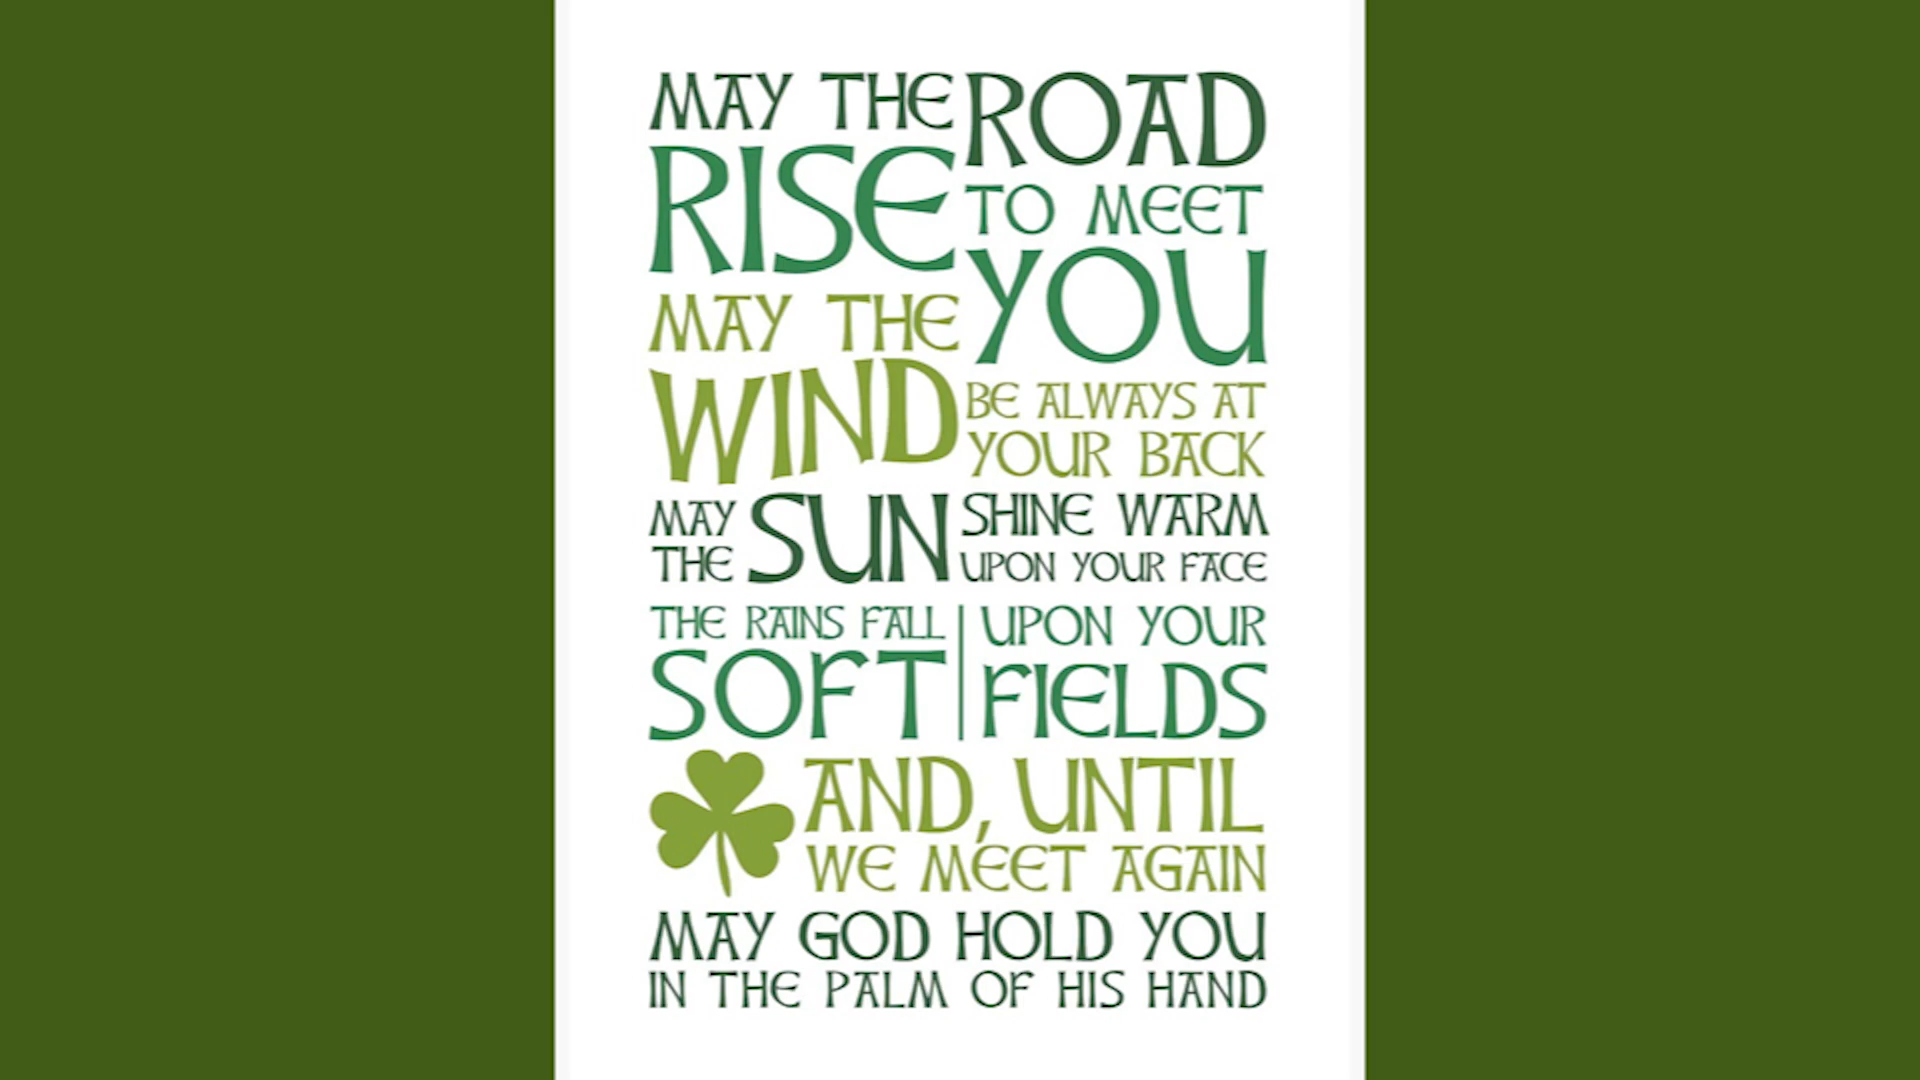 MAY THE ROAD
RISE TO MEET
YOU
MAY THE
WIND BE ALWAYS AT
YOUR BACK
MAY THE SUN SHINE WARM
UPON YOUR FACE
THE RAINS FALL
SOFT
UPON YOUR
FIELDS
AND, UNTIL
WE MEET AGAIN
MAY GOD HOLD YOU
IN THE PALM OF HIS HAND